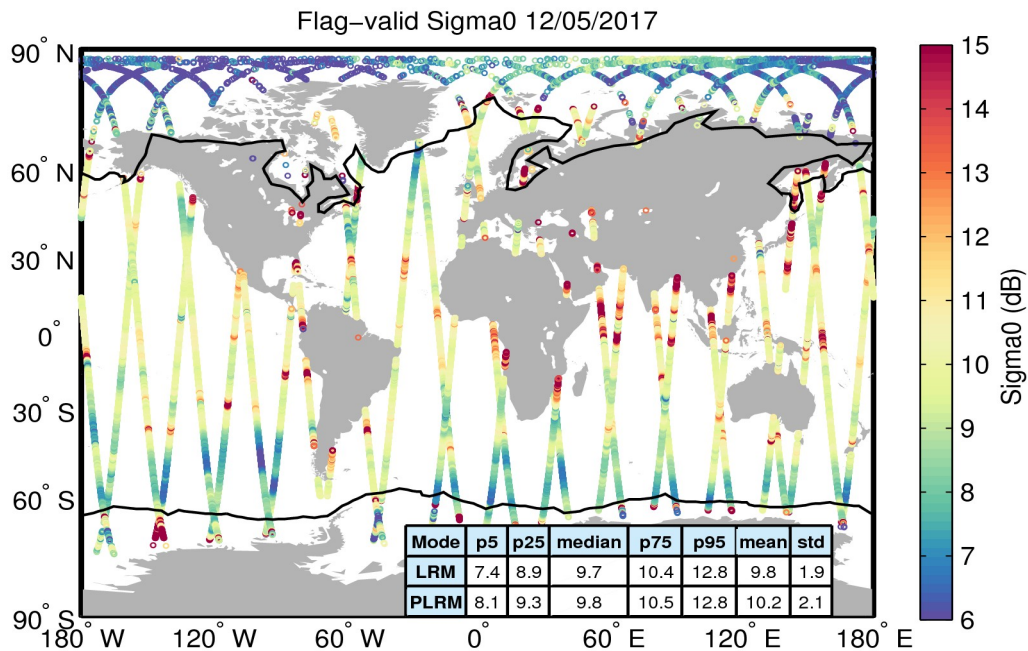 Flag−valid Sigma0 12/05/2017
90° N
60° N
30° N
0°
30° S
60° S
90° S
180° W
120° W
60° W
0°
60° E
120° E
180° E
Mode p5 p25 median p75 p95 mean std
LRM 7.4 8.9 9.7 10.4 12.8 9.8 1.9
PLRM 8.1 9.3 9.8 10.5 12.8 10.2 2.1
15
14
13
12
11
10
9
8
7
6
Sigma0 (dB)